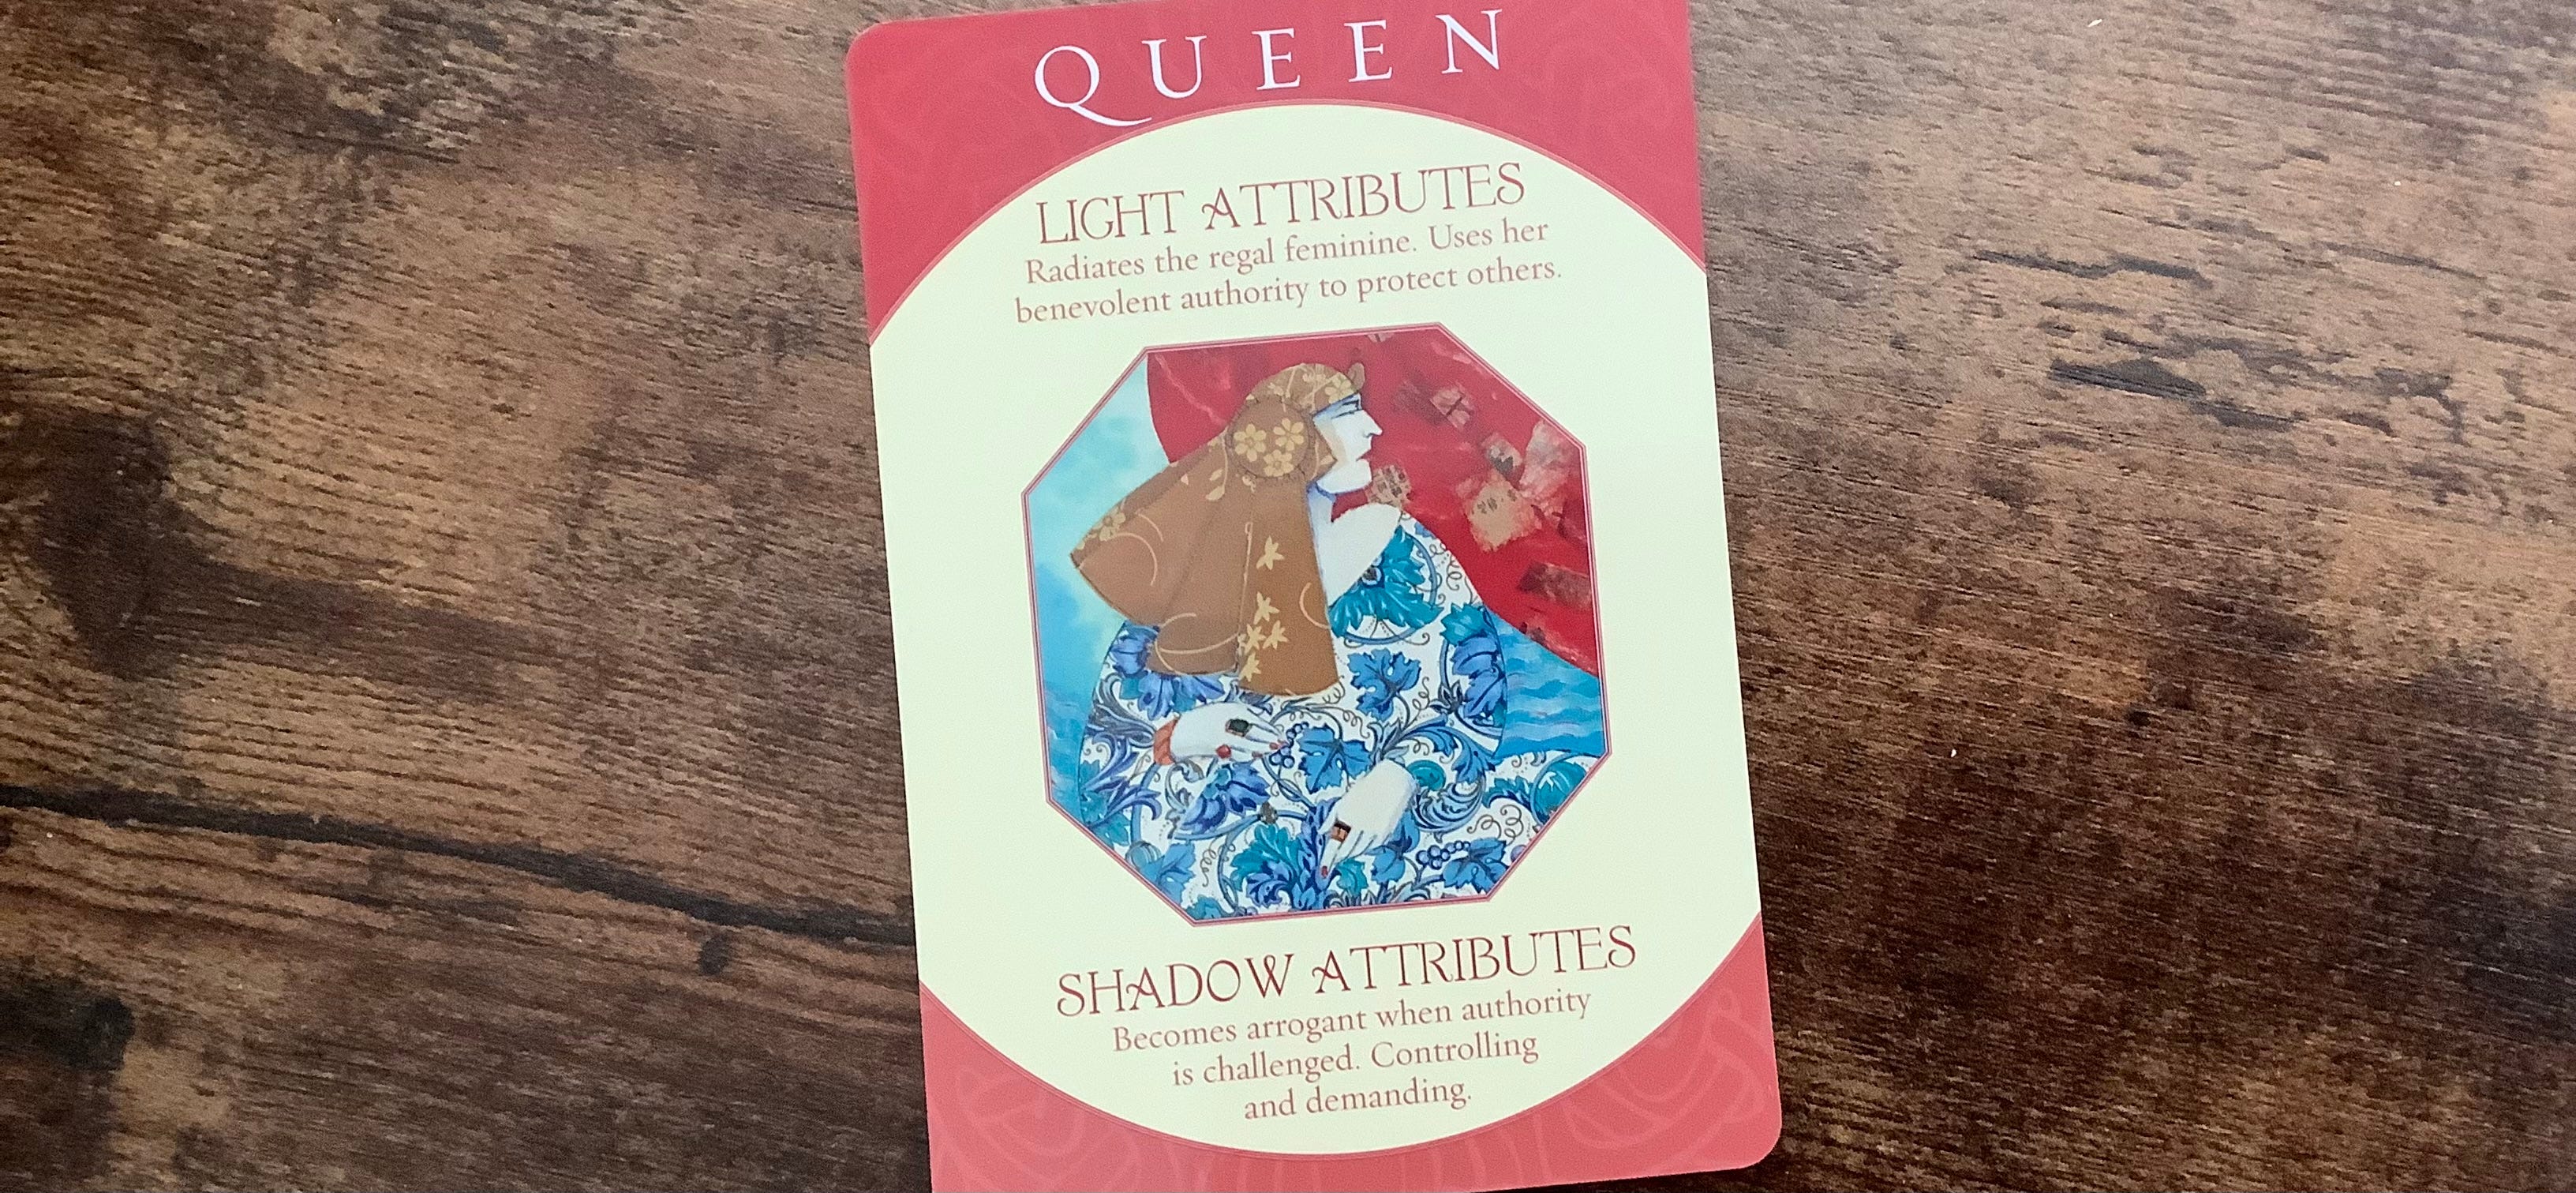 QUEEN
LIGHT ATTRIBUTES
Radiates the regal feminine. Uses her
benevolent authority to protect others.
SHADOW ATTRIBUTES
Becomes arrogant when authority
is challenged. Controlling
and demanding.